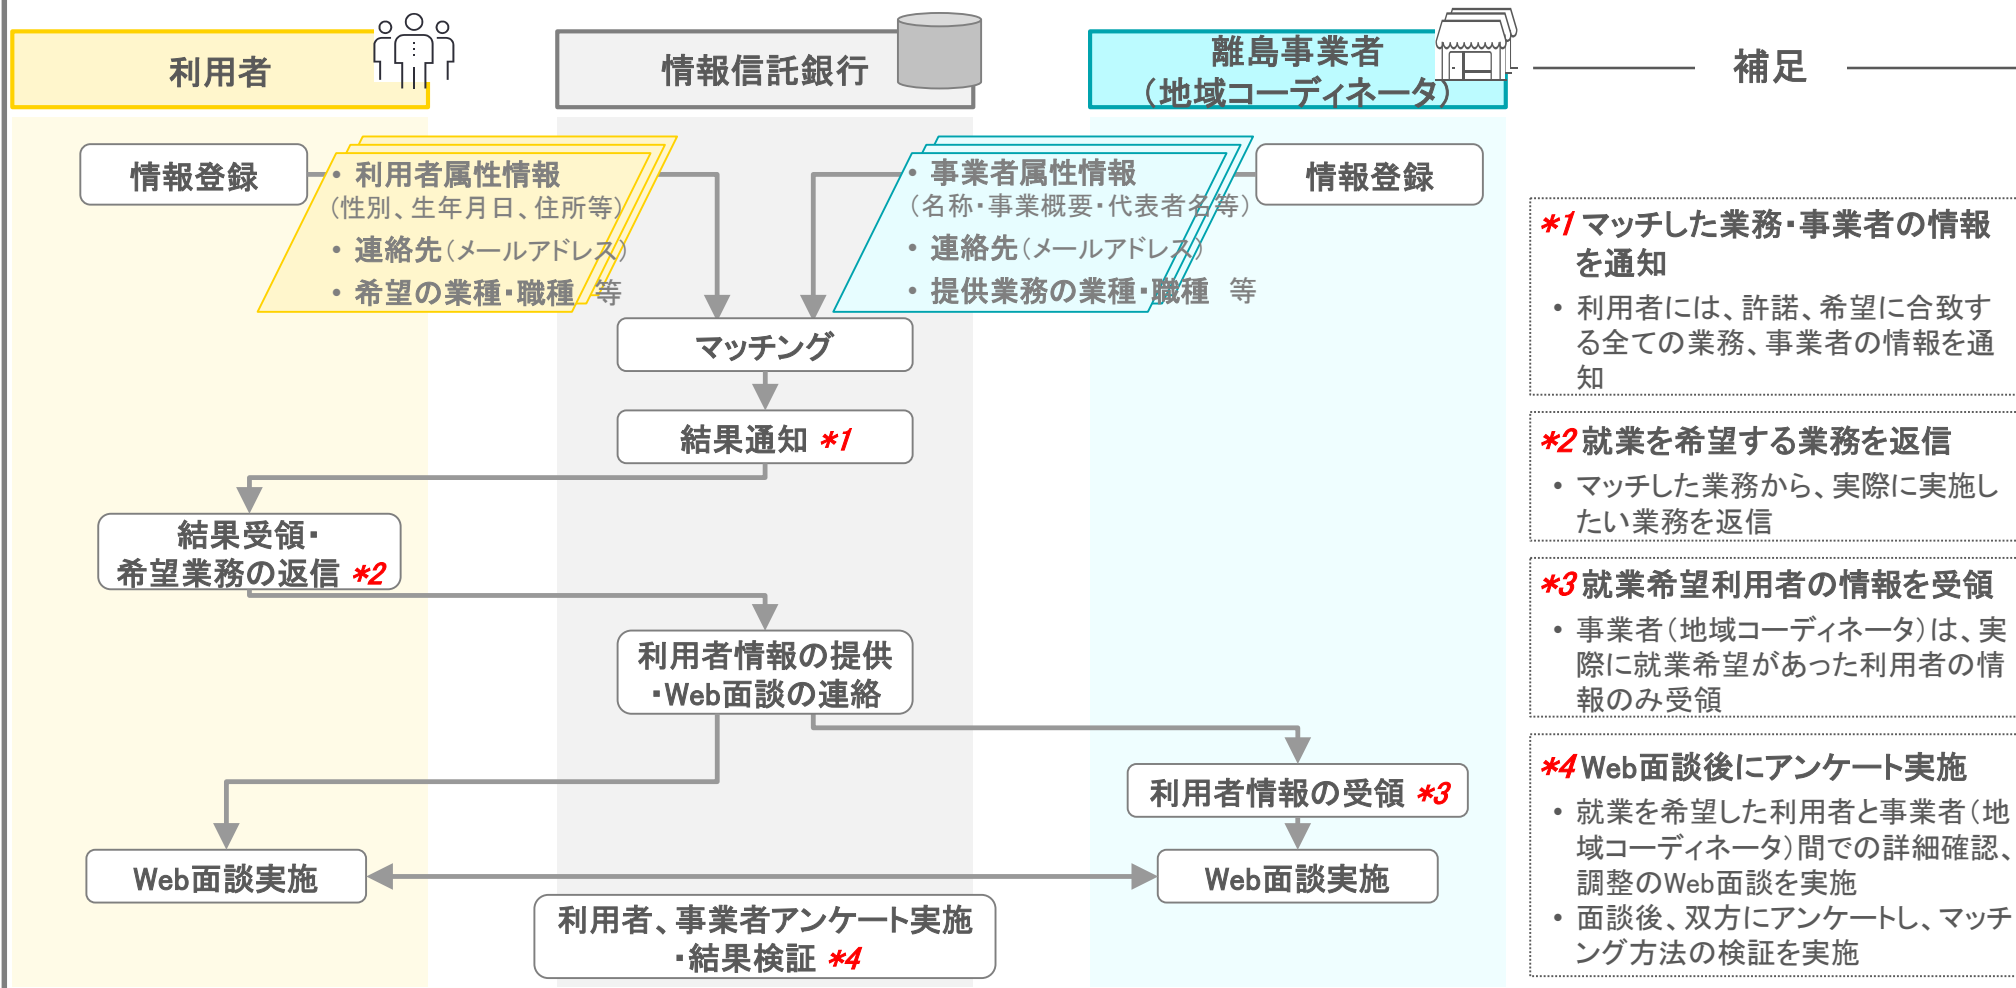 利用者
情報信託銀行
離島事業者
（地域コーディネータ）
補足
情報登録
・利用者属性情報
（性別、生年月日、住所等）
・連絡先（メールアドレス）
・希望の業種・職種　等
・事業者属性情報
（名称・事業概要・代表者名等）
・連絡先（メールアドレス）
・提供業務の業種・職種　等
情報登録
マッチング
結果通知 *1
結果受領・
希望業務の返信 *2
利用者情報の提供
・Web面談の連絡
利用者情報の受領 *3
Web面談実施
Web面談実施
利用者、事業者アンケート実施
・結果検証 *4
*1 マッチした業務・事業者の情報
を通知
・利用者には、許諾、希望に合致す
る全ての業務、事業者の情報を通
知
*2 就業を希望する業務を返信
・マッチした業務から、実際に実施し
たい業務を返信
*3 就業希望利用者の情報を受領
・事業者（地域コーディネータ）は、実
際に就業希望があった利用者の情
報のみ受領
*4 Web面談後にアンケート実施
・就業を希望した利用者と事業者（地
域コーディネータ）間での詳細確認、
調整のWeb面談を実施
・面談後、双方にアンケートし、マッチ
ング方法の検証を実施